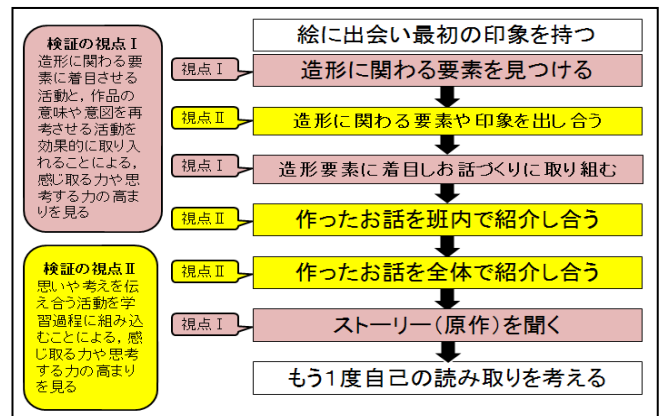 検証の視点Ⅰ
造形に関わる要
素に着目させる
活動と，作品の
意味や意図を再
考させる活動を
効果的に取り入
れることによる，
感じ取る力や思
考する力の高ま
りを見る
検証の視点Ⅱ
思いや考えを伝
え合う活動を学
習過程に組み込
むことによる，感
じ取る力や思考
する力の高まり
を見る
絵に出会い最初の印象を持つ
視点Ⅰ
造形に関わる要素を見つける
視点Ⅱ
造形に関わる要素や印象を出し合う
視点Ⅰ
造形要素に着目しお話づくりに取り組む
視点Ⅱ
作ったお話を班内で紹介し合う
視点Ⅱ
作ったお話を全体で紹介し合う
視点Ⅰ
ストーリー（原作）を聞く
もう１度自己の読み取りを考える